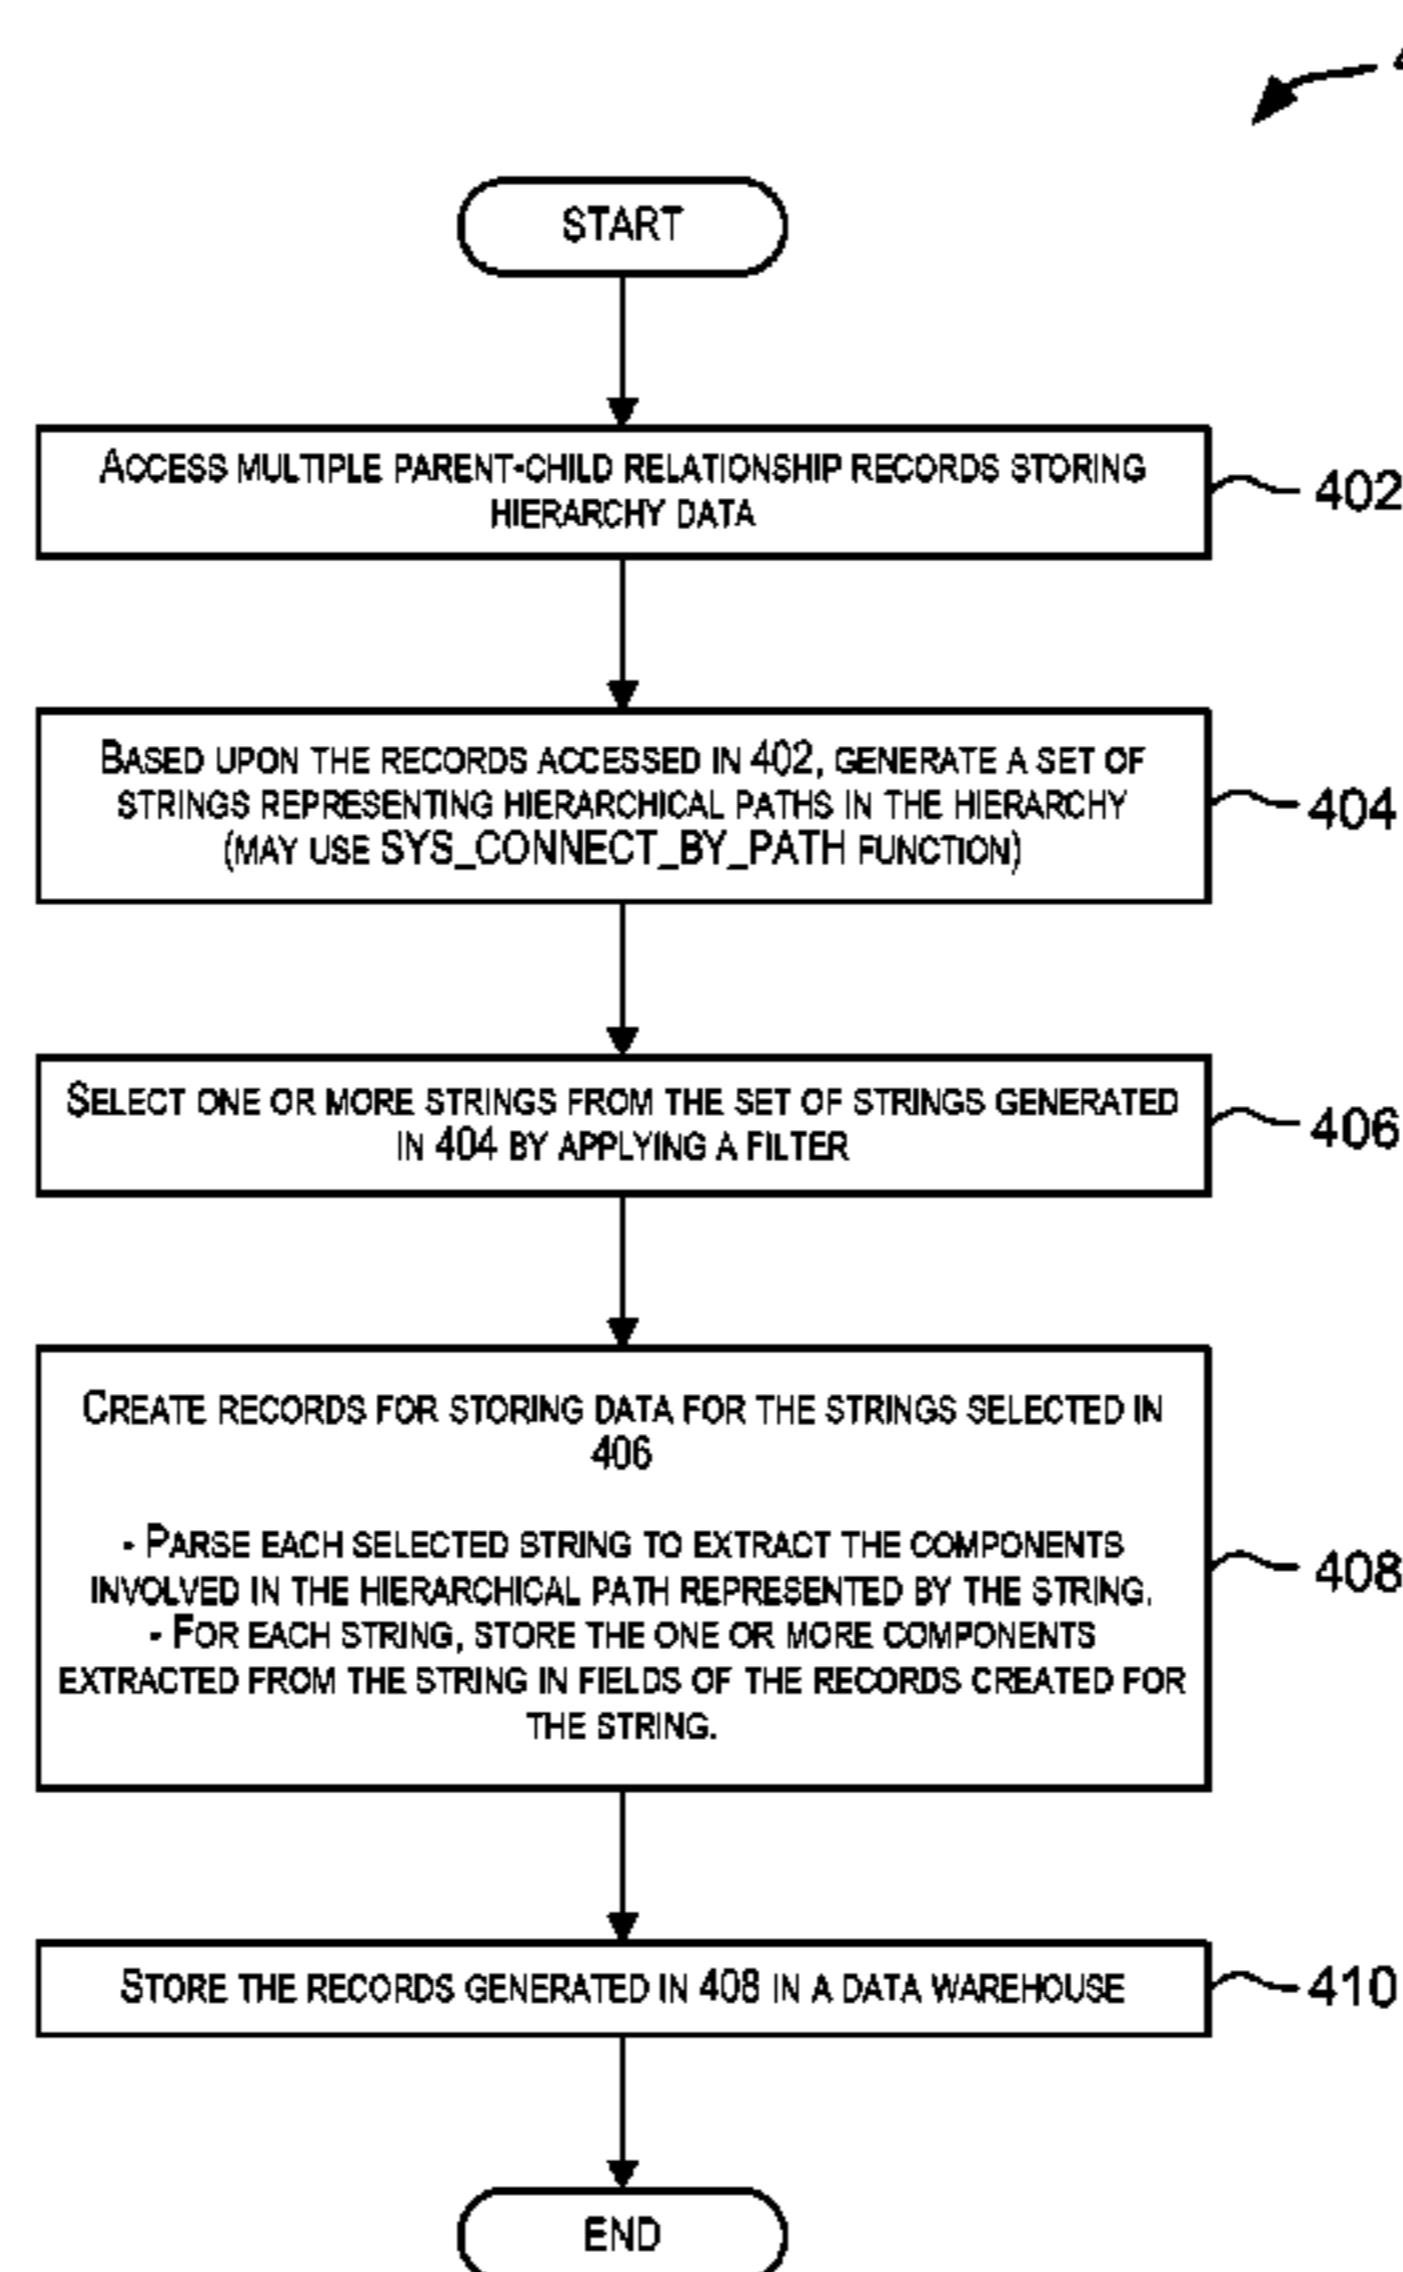 START
ACCESS MULTIPLE PARENT-CHILD RELATIONSHIP RECORDS STORING
HIERARCHY DATA
402
BASED UPON THE RECORDS ACCESSED IN 402, GENERATE A SET OF
STRINGS REPRESENTING HIERARCHICAL PATHS IN THE HIERARCHY
(MAY USE SYS_CONNECT_BY_PATH FUNCTION)
404
SELECT ONE OR MORE STRINGS FROM THE SET OF STRINGS GENERATED
IN 404 BY APPLYING A FILTER
406
CREATE RECORDS FOR STORING DATA FOR THE STRINGS SELECTED IN
406
- PARSE EACH SELECTED STRING TO EXTRACT THE COMPONENTS
INVOLVED IN THE HIERARCHICAL PATH REPRESENTED BY THE STRING.
- FOR EACH STRING, STORE THE ONE OR MORE COMPONENTS
EXTRACTED FROM THE STRING IN FIELDS OF THE RECORDS CREATED FOR
THE STRING.
408
STORE THE RECORDS GENERATED IN 408 IN A DATA WAREHOUSE
410
END